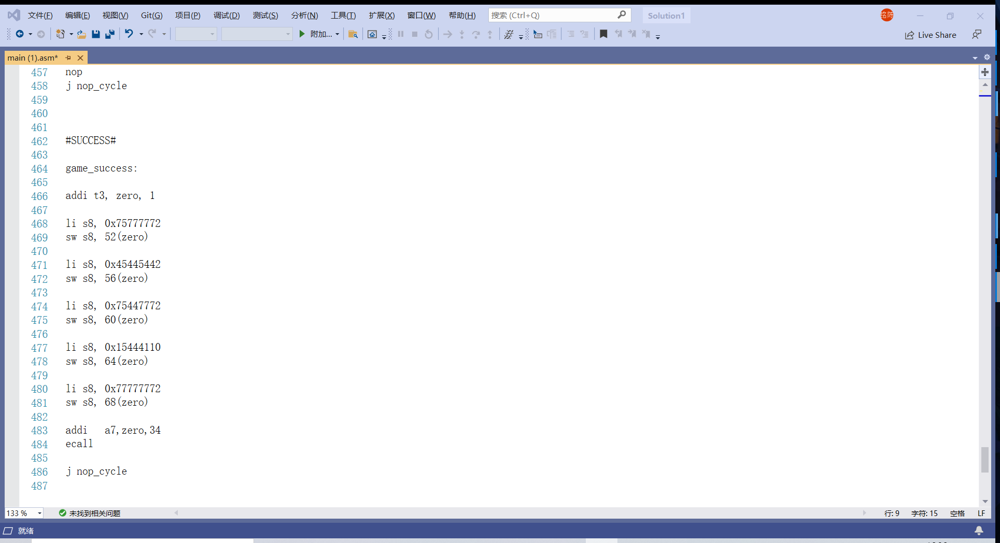 文件(F) 编辑(E) 视图(V) Git(G) 项目(P) 调试(D) 测试(S) 分析(N) 工具(T) 扩展(X) 窗口(W) 帮助(H) 搜索 (Ctrl+Q) Solution1 铭陈
附加... Live Share
main (1).asm*
457 nop
458 j nop_cycle
459
460
461
462 #SUCCESS#
463
464 game_success:
465
466 addi t3, zero, 1
467
468 li s8, 0x75777772
469 sw s8, 52(zero)
470
471 li s8, 0x45445442
472 sw s8, 56(zero)
473
474 li s8, 0x75447772
475 sw s8, 60(zero)
476
477 li s8, 0x15444110
478 sw s8, 64(zero)
479
480 li s8, 0x77777772
481 sw s8, 68(zero)
482
483 addi   a7,zero,34
484 ecall
485
486 j nop_cycle
487
133 % 未找到相关问题 行: 9 字符: 15 空格 LF
就绪